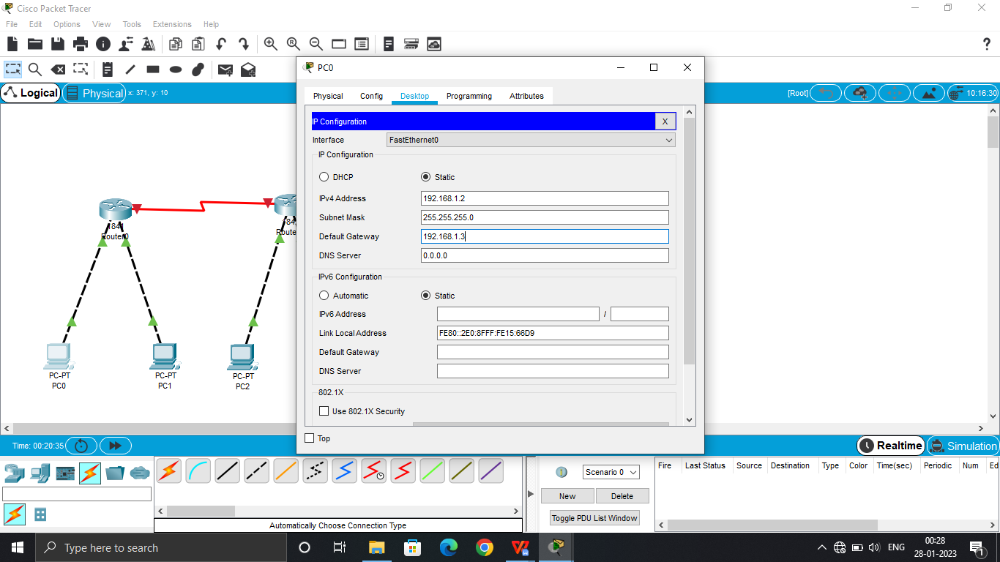 Cisco Packet Tracer
File Edit Options View Tools Extensions Help
?
Logical Physical x: 371, y: 10
[Root] 10:16:30
Router0
PC-PT
PC0
PC-PT
PC1
PC-PT
PC2
PC0
Physical Config Desktop Programming Attributes
IP Configuration X
Interface FastEthernet0
IP Configuration
DHCP Static
IPv4 Address 192.168.1.2
Subnet Mask 255.255.255.0
Default Gateway 192.168.1.3
DNS Server 0.0.0.0
IPv6 Configuration
Automatic Static
IPv6 Address /
Link Local Address FE80::2E0:8FFF:FE15:66D9
Default Gateway
DNS Server
802.1X
Use 802.1X Security
Top
Time: 00:20:35
Realtime Simulation
Scenario 0
New Delete
Toggle PDU List Window
Fire Last Status Source Destination Type Color Time(sec) Periodic Num Ed
Automatically Choose Connection Type
Type here to search
ENG
00:28
28-01-2023
1